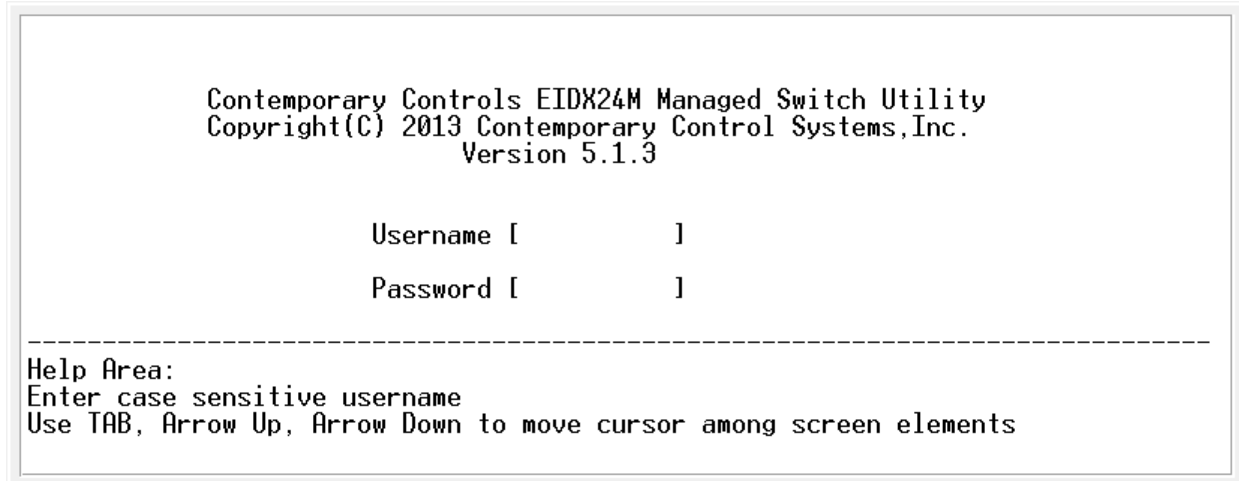 Contemporary Controls EIDX24M Managed Switch Utility
Copyright(C) 2013 Contemporary Control Systems,Inc.
Version 5.1.3
Username [          ]
Password [          ]
--------------------------------------------------------------------------------
Help Area:
Enter case sensitive username
Use TAB, Arrow Up, Arrow Down to move cursor among screen elements